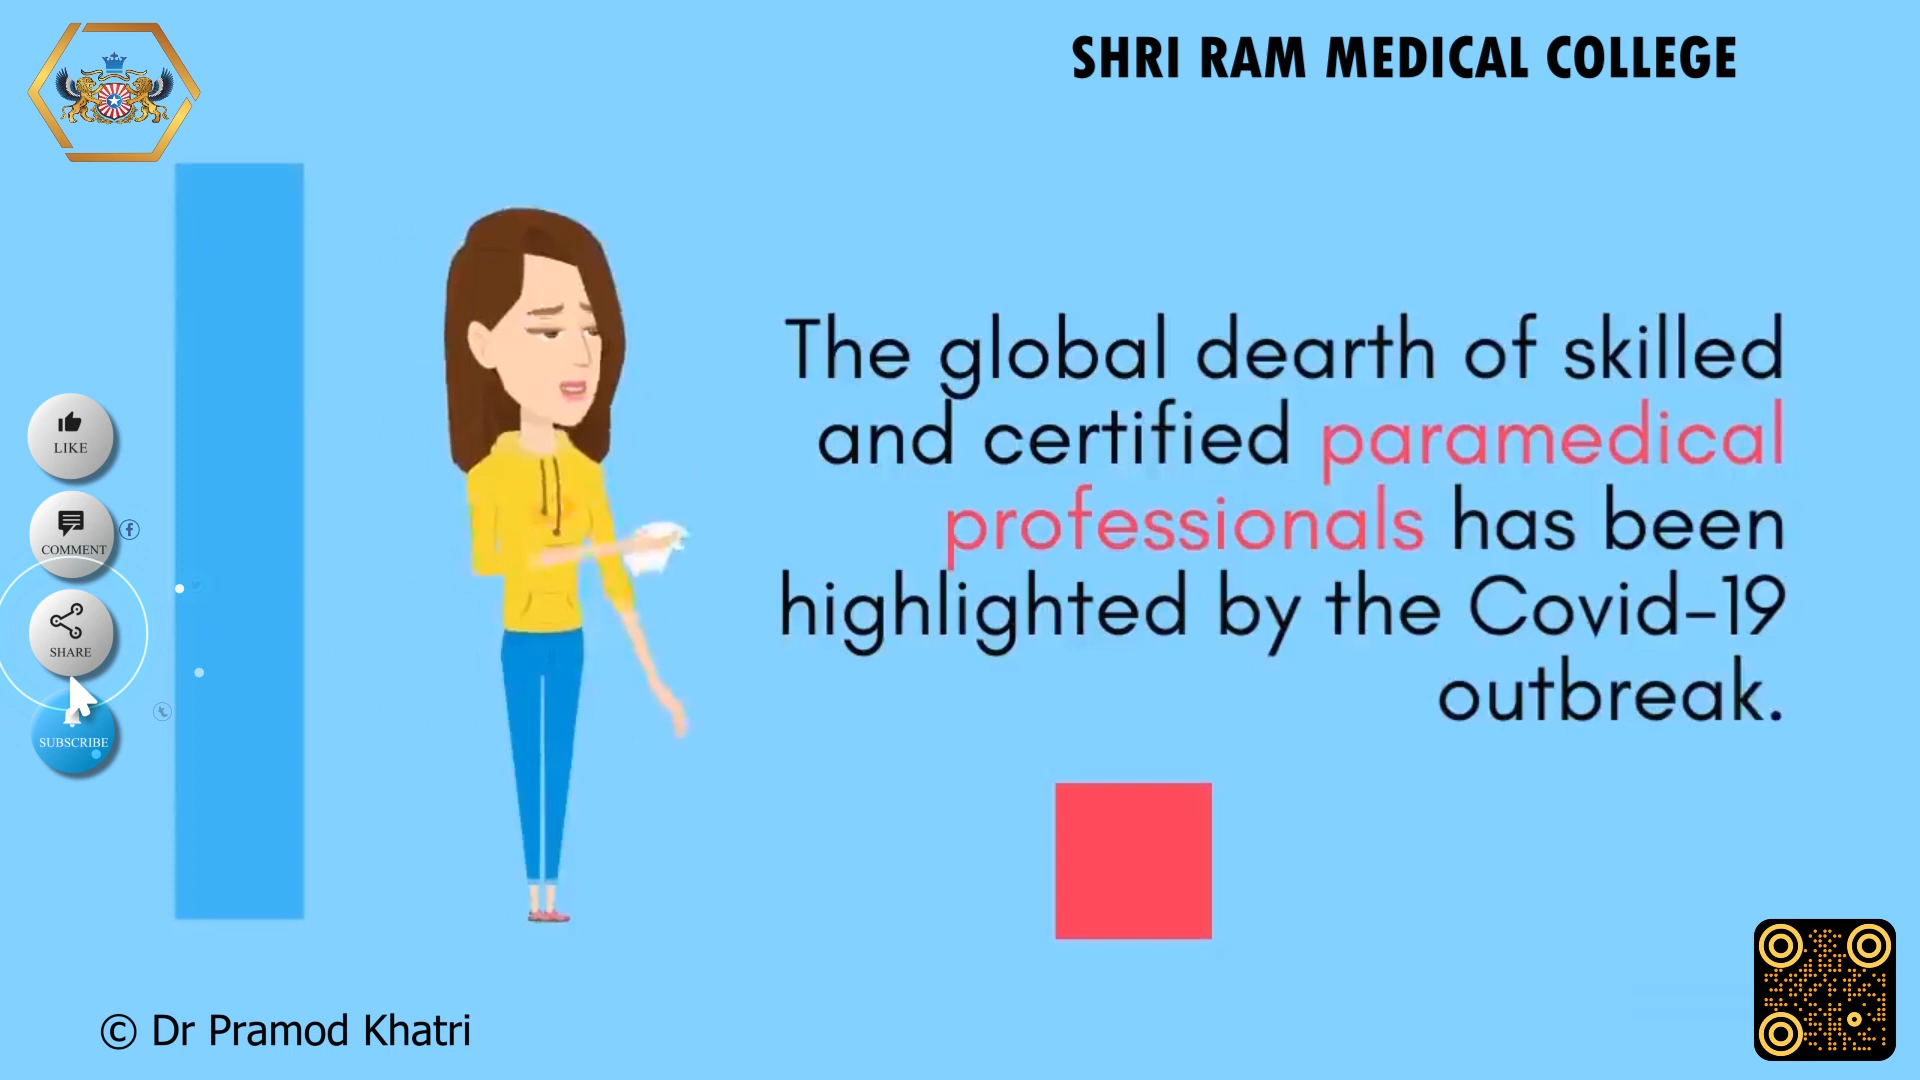 SHRI RAM MEDICAL COLLEGE
The global dearth of skilled
and certified paramedical
professionals has been
highlighted by the Covid-19
outbreak.
LIKE
COMMENT
SHARE
SUBSCRIBE
© Dr Pramod Khatri